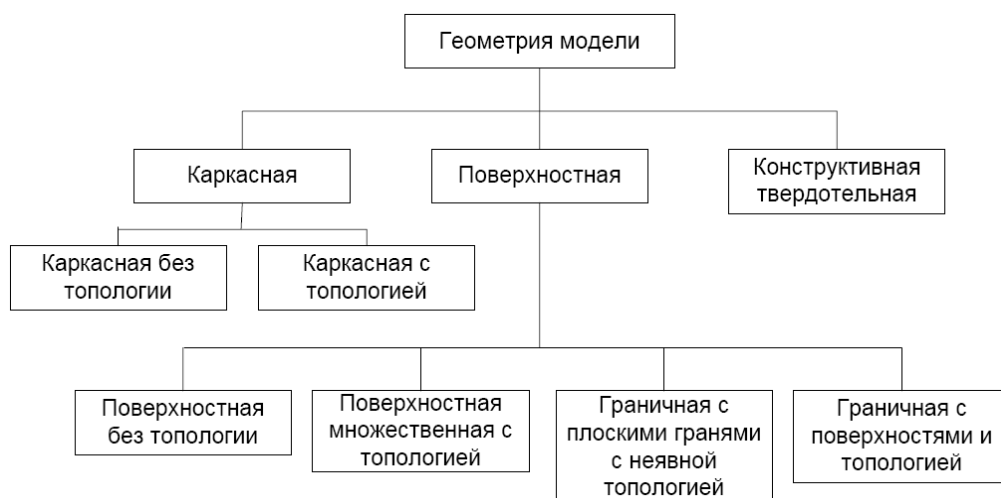 Геометрия модели
Каркасная
Поверхностная
Конструктивная
твердотельная
Каркасная без
топологии
Каркасная с
топологией
Поверхностная
без топологии
Поверхностная
множественная с
топологией
Граничная с
плоскими гранями
с неявной
топологией
Граничная с
поверхностями и
топологией